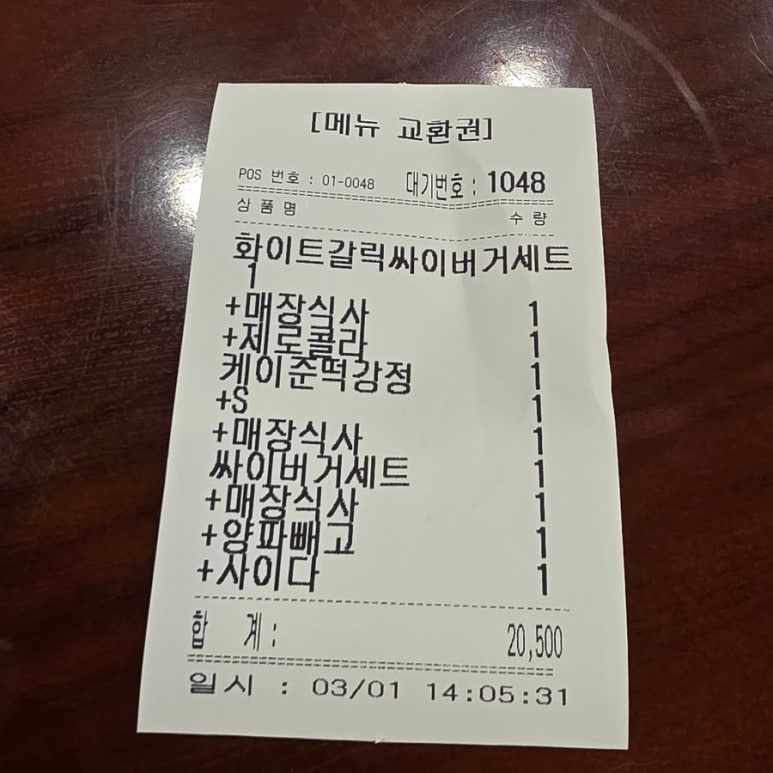 [메뉴 교환권]
POS 번호 : 01-0048 대기번호 : 1048
상품명 수량
화이트갈릭싸이버거세트
1
+매장식사 1
+제로콜라 1
케이준떡강정 1
+S 1
+매장식사 1
싸이버거세트 1
+매장식사 1
+양파빼고 1
+사이다 1
합 계 : 20,500
일시 : 03/01 14:05:31